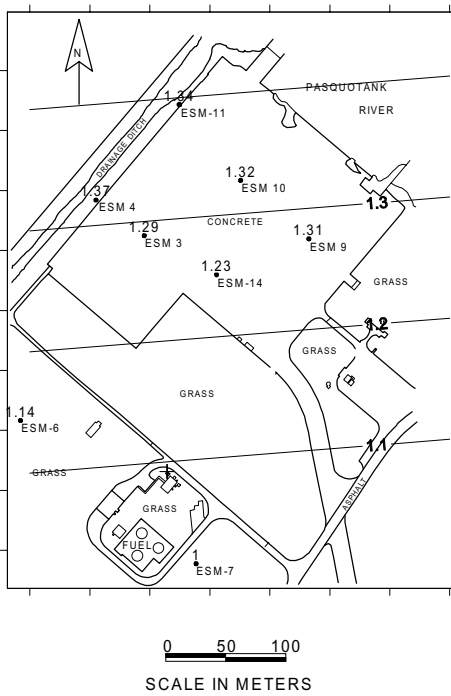 N
1.34
ESM-11
PASQUOTANK
RIVER
DRAINAGE DITCH
1.32
ESM 10
1.37
ESM 4
1.3
CONCRETE
1.29
ESM 3
1.31
ESM 9
1.23
ESM-14
GRASS
1.2
GRASS
GRASS
1.14
ESM-6
1.1
GRASS
ASPHALT
GRASS
FUEL
1
ESM-7
0 50 100
SCALE IN METERS